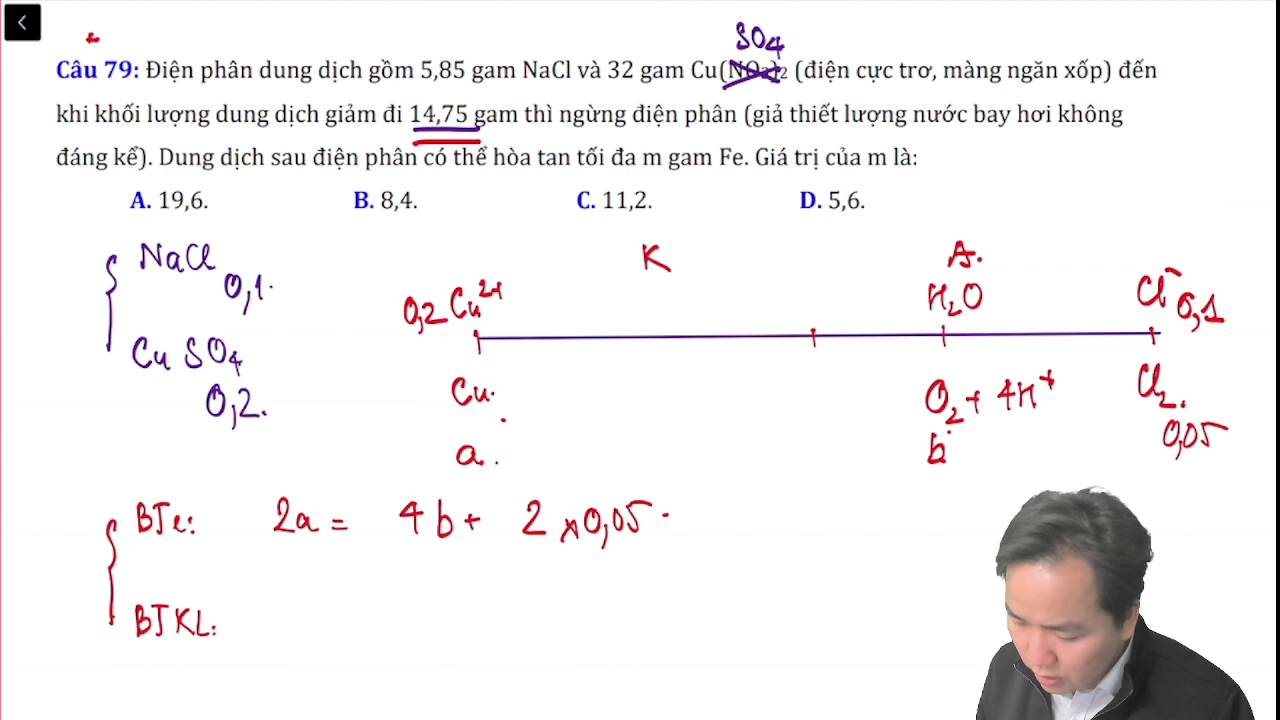 SO4
Câu 79: Điện phân dung dịch gồm 5,85 gam NaCl và 32 gam Cu(NO3)2 (điện cực trơ, màng ngăn xốp) đến
khi khối lượng dung dịch giảm đi 14,75 gam thì ngừng điện phân (giả thiết lượng nước bay hơi không
đáng kể). Dung dịch sau điện phân có thể hòa tan tối đa m gam Fe. Giá trị của m là:
A. 19,6. B. 8,4. C. 11,2. D. 5,6.
NaCl
0,1.
CuSO4
0,2.
K A.
0,2 Cu2+ H2O Cl- 0,1
Cu. O2 + 4H+ Cl2.
0,05
a. b
BTe: 2a = 4b + 2 x 0,05.
BTKL: